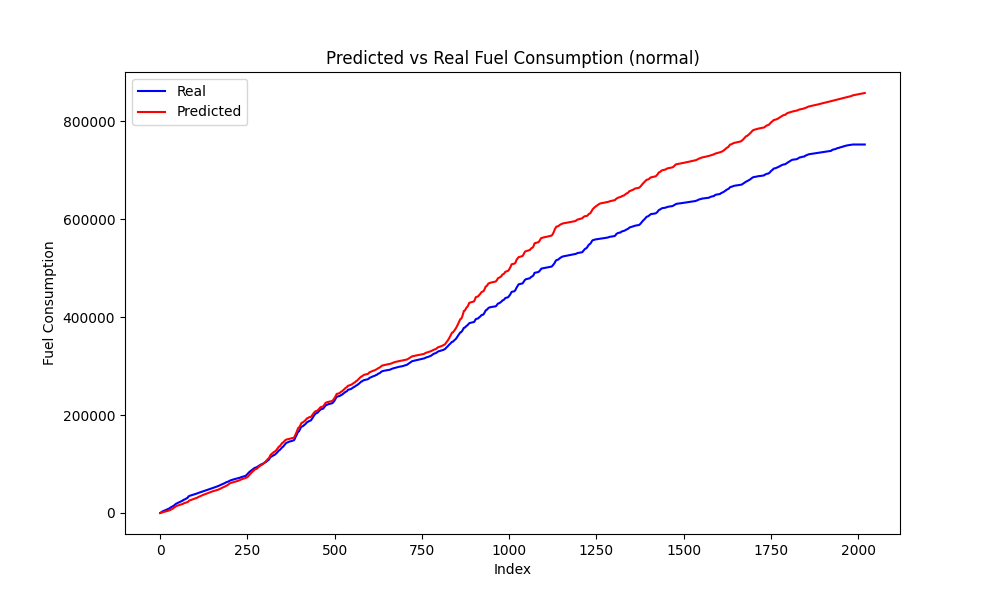 Predicted vs Real Fuel Consumption (normal)
Real
Predicted
Fuel Consumption
800000
600000
400000
200000
0
0 250 500 750 1000 1250 1500 1750 2000
Index